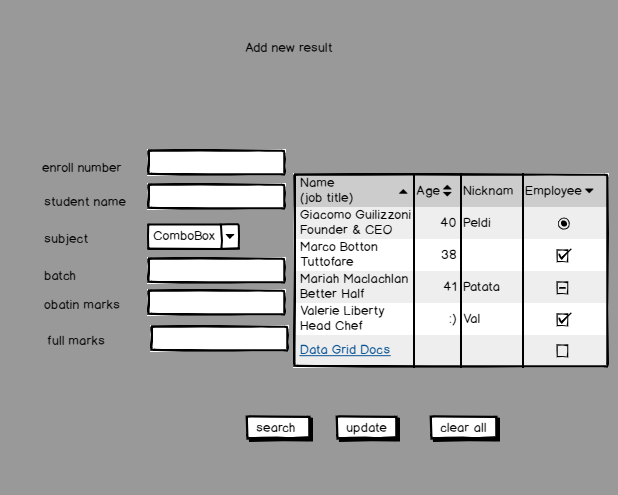 Add new result
enroll number
student name
subject
ComboBox
batch
obatin marks
full marks
Name
(job title)
Age
Nicknam
Employee
Giacomo Guilizzoni
Founder & CEO
40
Peldi
Marco Botton
Tuttofare
38
Mariah Maclachlan
Better Half
41
Patata
Valerie Liberty
Head Chef
:)
Val
Data Grid Docs
search
update
clear all